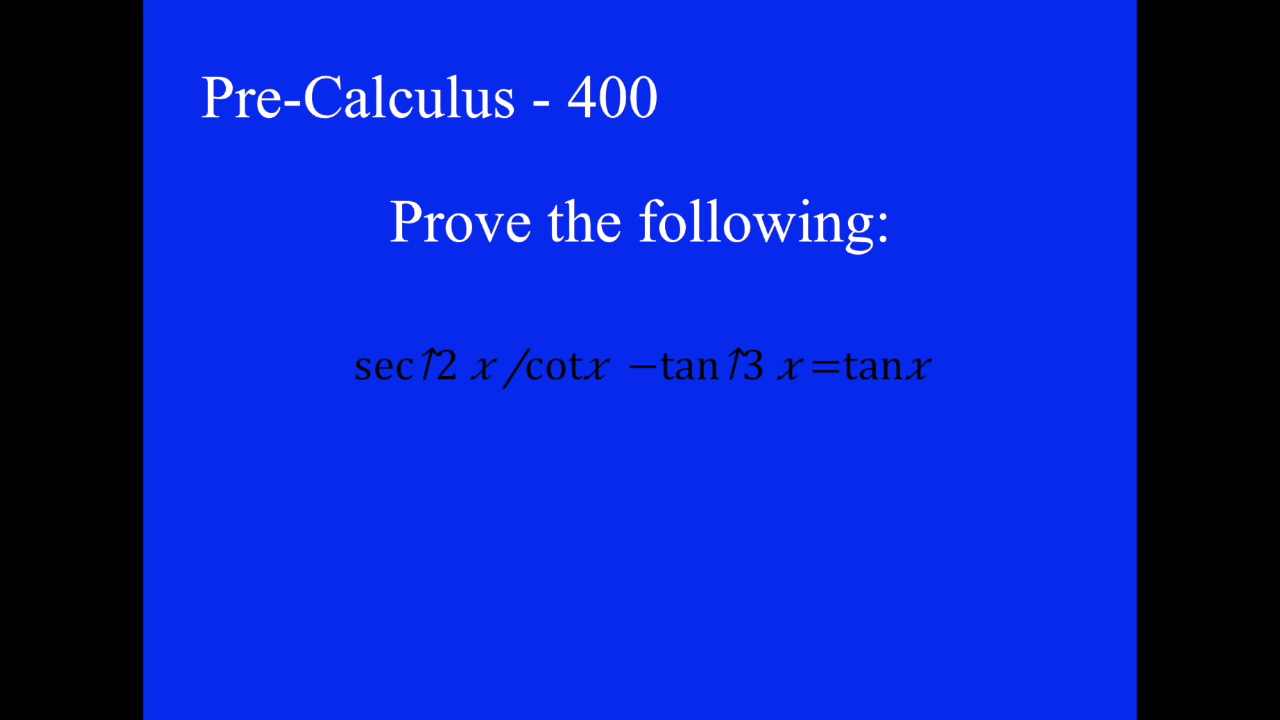 Pre-Calculus - 400
Prove the following:
sec↑2 𝑥 /cot𝑥 −tan↑3 𝑥 =tan𝑥